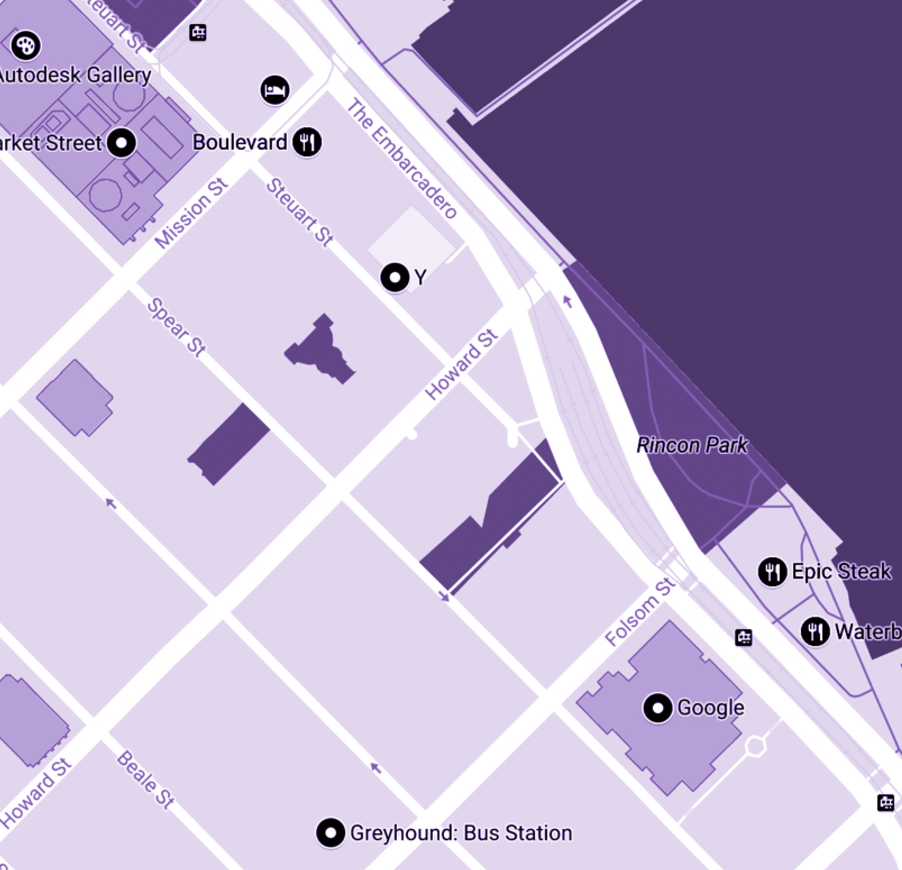 teuart St
Autodesk Gallery
arket Street
Boulevard
The Embarcadero
Mission St
Steuart St
Y
Spear St
Howard St
Rincon Park
Epic Steak
Folsom St
Waterb
Google
Howard St
Beale St
Greyhound: Bus Station